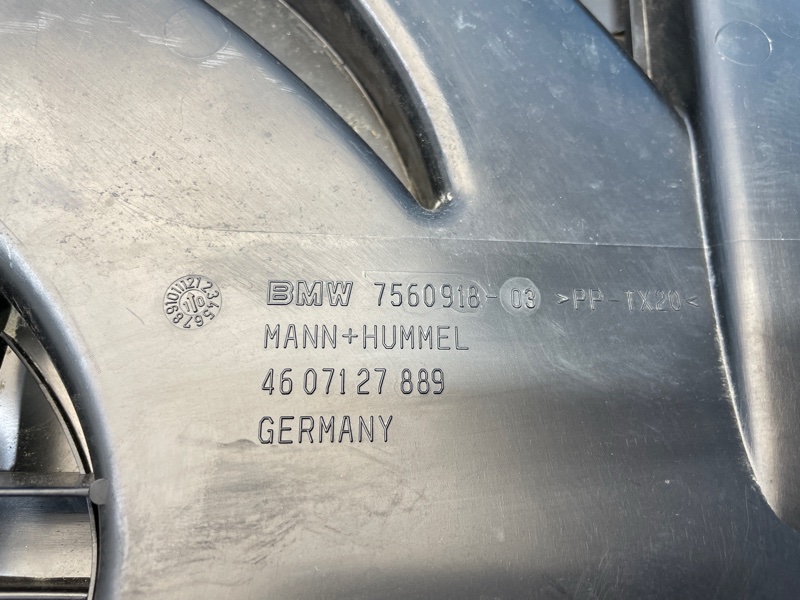 BMW 7560918-03 >PP-TX20<
MANN+HUMMEL
46 071 27 889
GERMANY